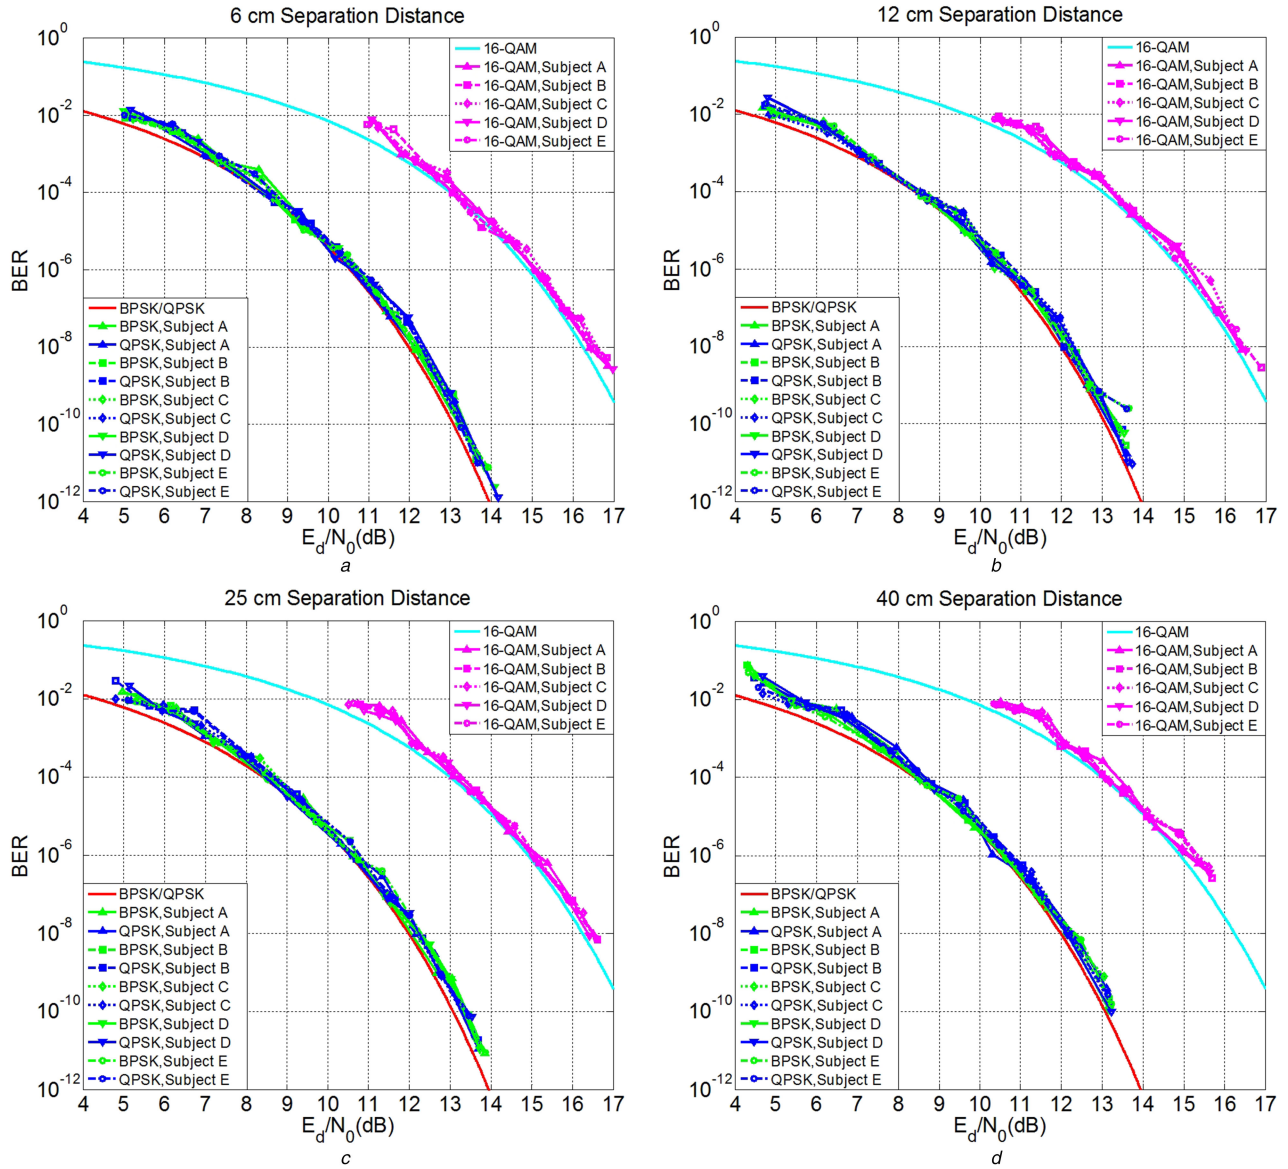 6 cm Separation Distance
10^0
10^-2
10^-4
10^-6
10^-8
10^-10
10^-12
BER
16-QAM
16-QAM,Subject A
16-QAM,Subject B
16-QAM,Subject C
16-QAM,Subject D
16-QAM,Subject E
BPSK/QPSK
BPSK,Subject A
QPSK,Subject A
BPSK,Subject B
QPSK,Subject B
BPSK,Subject C
QPSK,Subject C
BPSK,Subject D
QPSK,Subject D
BPSK,Subject E
QPSK,Subject E
4 5 6 7 8 9 10 11 12 13 14 15 16 17
E_d/N_0(dB)
a
12 cm Separation Distance
10^0
10^-2
10^-4
10^-6
10^-8
10^-10
10^-12
BER
16-QAM
16-QAM,Subject A
16-QAM,Subject B
16-QAM,Subject C
16-QAM,Subject D
16-QAM,Subject E
BPSK/QPSK
BPSK,Subject A
QPSK,Subject A
BPSK,Subject B
QPSK,Subject B
BPSK,Subject C
QPSK,Subject C
BPSK,Subject D
QPSK,Subject D
BPSK,Subject E
QPSK,Subject E
4 5 6 7 8 9 10 11 12 13 14 15 16 17
E_d/N_0(dB)
b
25 cm Separation Distance
10^0
10^-2
10^-4
10^-6
10^-8
10^-10
10^-12
BER
16-QAM
16-QAM,Subject A
16-QAM,Subject B
16-QAM,Subject C
16-QAM,Subject D
16-QAM,Subject E
BPSK/QPSK
BPSK,Subject A
QPSK,Subject A
BPSK,Subject B
QPSK,Subject B
BPSK,Subject C
QPSK,Subject C
BPSK,Subject D
QPSK,Subject D
BPSK,Subject E
QPSK,Subject E
4 5 6 7 8 9 10 11 12 13 14 15 16 17
E_d/N_0(dB)
c
40 cm Separation Distance
10^0
10^-2
10^-4
10^-6
10^-8
10^-10
10^-12
BER
16-QAM
16-QAM,Subject A
16-QAM,Subject B
16-QAM,Subject C
16-QAM,Subject D
16-QAM,Subject E
BPSK/QPSK
BPSK,Subject A
QPSK,Subject A
BPSK,Subject B
QPSK,Subject B
BPSK,Subject C
QPSK,Subject C
BPSK,Subject D
QPSK,Subject D
BPSK,Subject E
QPSK,Subject E
4 5 6 7 8 9 10 11 12 13 14 15 16 17
E_d/N_0(dB)
d